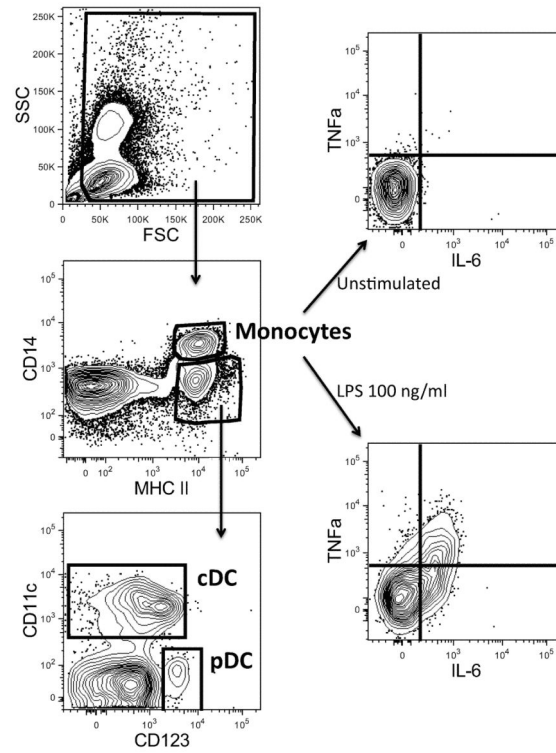 250K
200K
150K
100K
50K
0
SSC
0 50K 100K 150K 200K 250K
FSC
10^5
10^4
10^3
0
TNFa
0 10^3 10^4 10^5
IL-6
Unstimulated
Monocytes
LPS 100 ng/ml
10^5
10^4
10^3
10^2
0
CD14
0 10^2 10^3 10^4 10^5
MHC II
10^5
10^4
10^3
0
TNFa
0 10^3 10^4 10^5
IL-6
10^5
10^4
10^3
10^2
0
CD11c
cDC
pDC
0 10^3 10^4 10^5
CD123